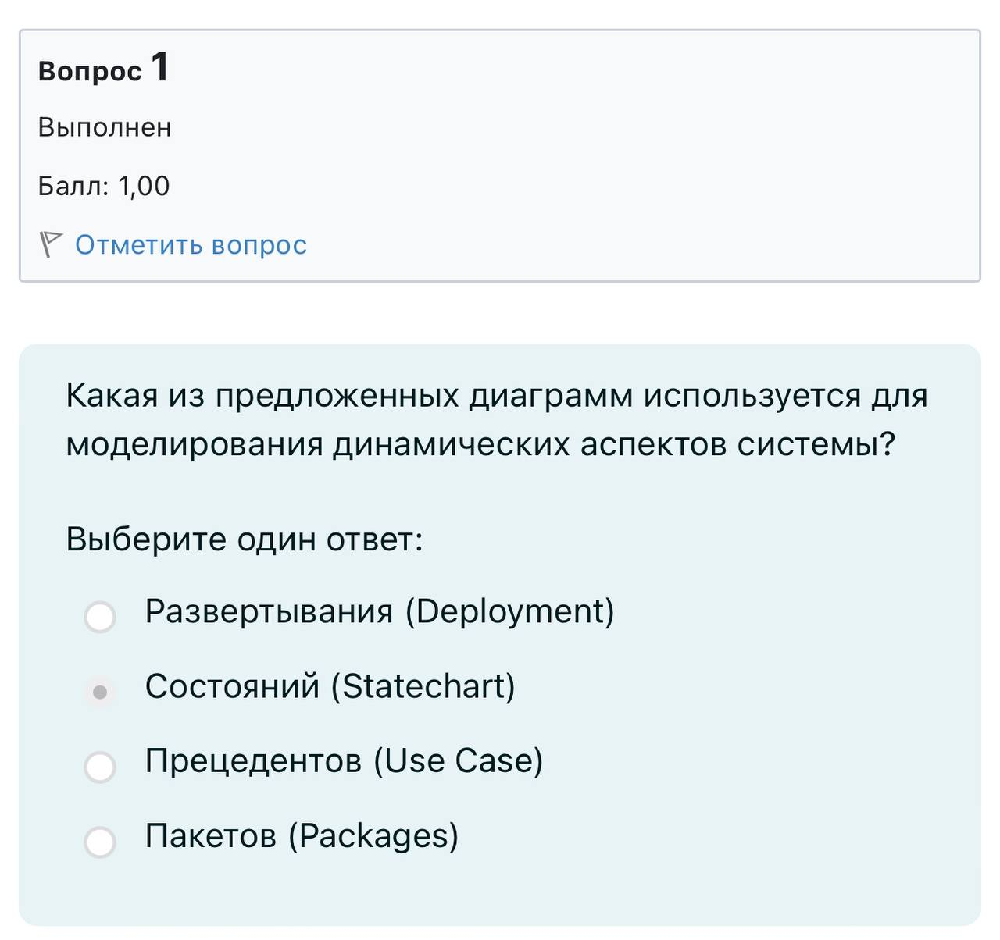 Вопрос 1
Выполнен
Балл: 1,00
Отметить вопрос
Какая из предложенных диаграмм используется для
моделирования динамических аспектов системы?
Выберите один ответ:
Развертывания (Deployment)
Состояний (Statechart)
Прецедентов (Use Case)
Пакетов (Packages)